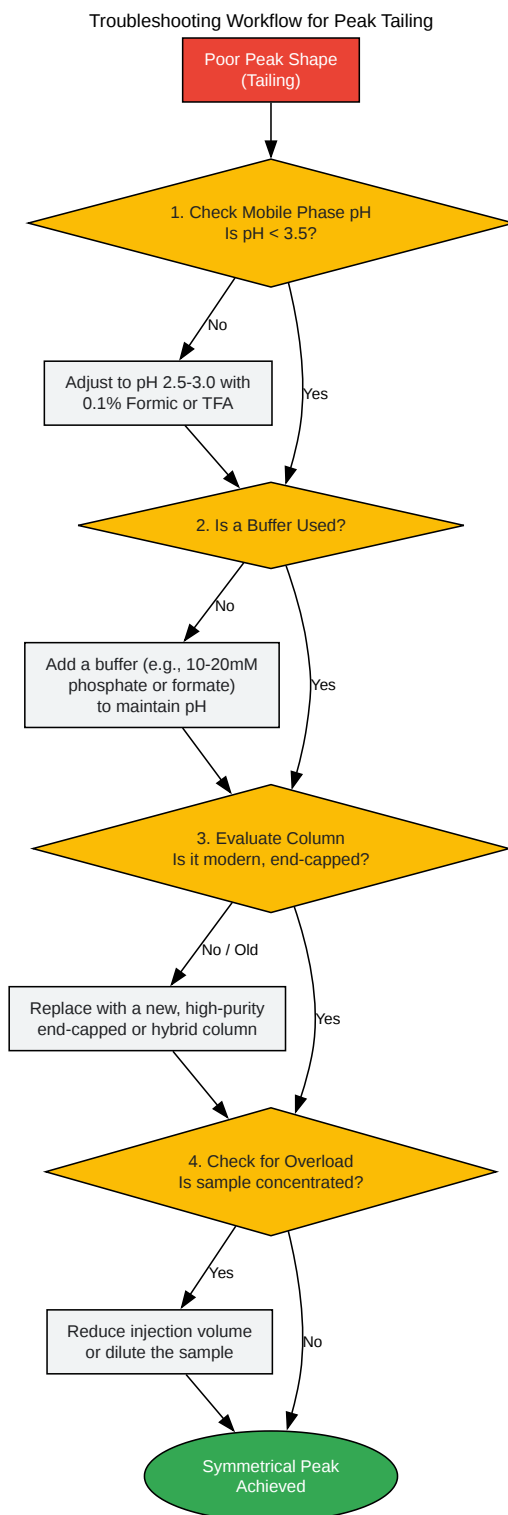 Troubleshooting Workflow for Peak Tailing
Poor Peak Shape
(Tailing)
1. Check Mobile Phase pH
Is pH < 3.5?
No
Yes
Adjust to pH 2.5-3.0 with
0.1% Formic or TFA
2. Is a Buffer Used?
No
Yes
Add a buffer (e.g., 10-20mM
phosphate or formate)
to maintain pH
3. Evaluate Column
Is it modern, end-capped?
No / Old
Yes
Replace with a new, high-purity
end-capped or hybrid column
4. Check for Overload
Is sample concentrated?
Yes
No
Reduce injection volume
or dilute the sample
Symmetrical Peak
Achieved